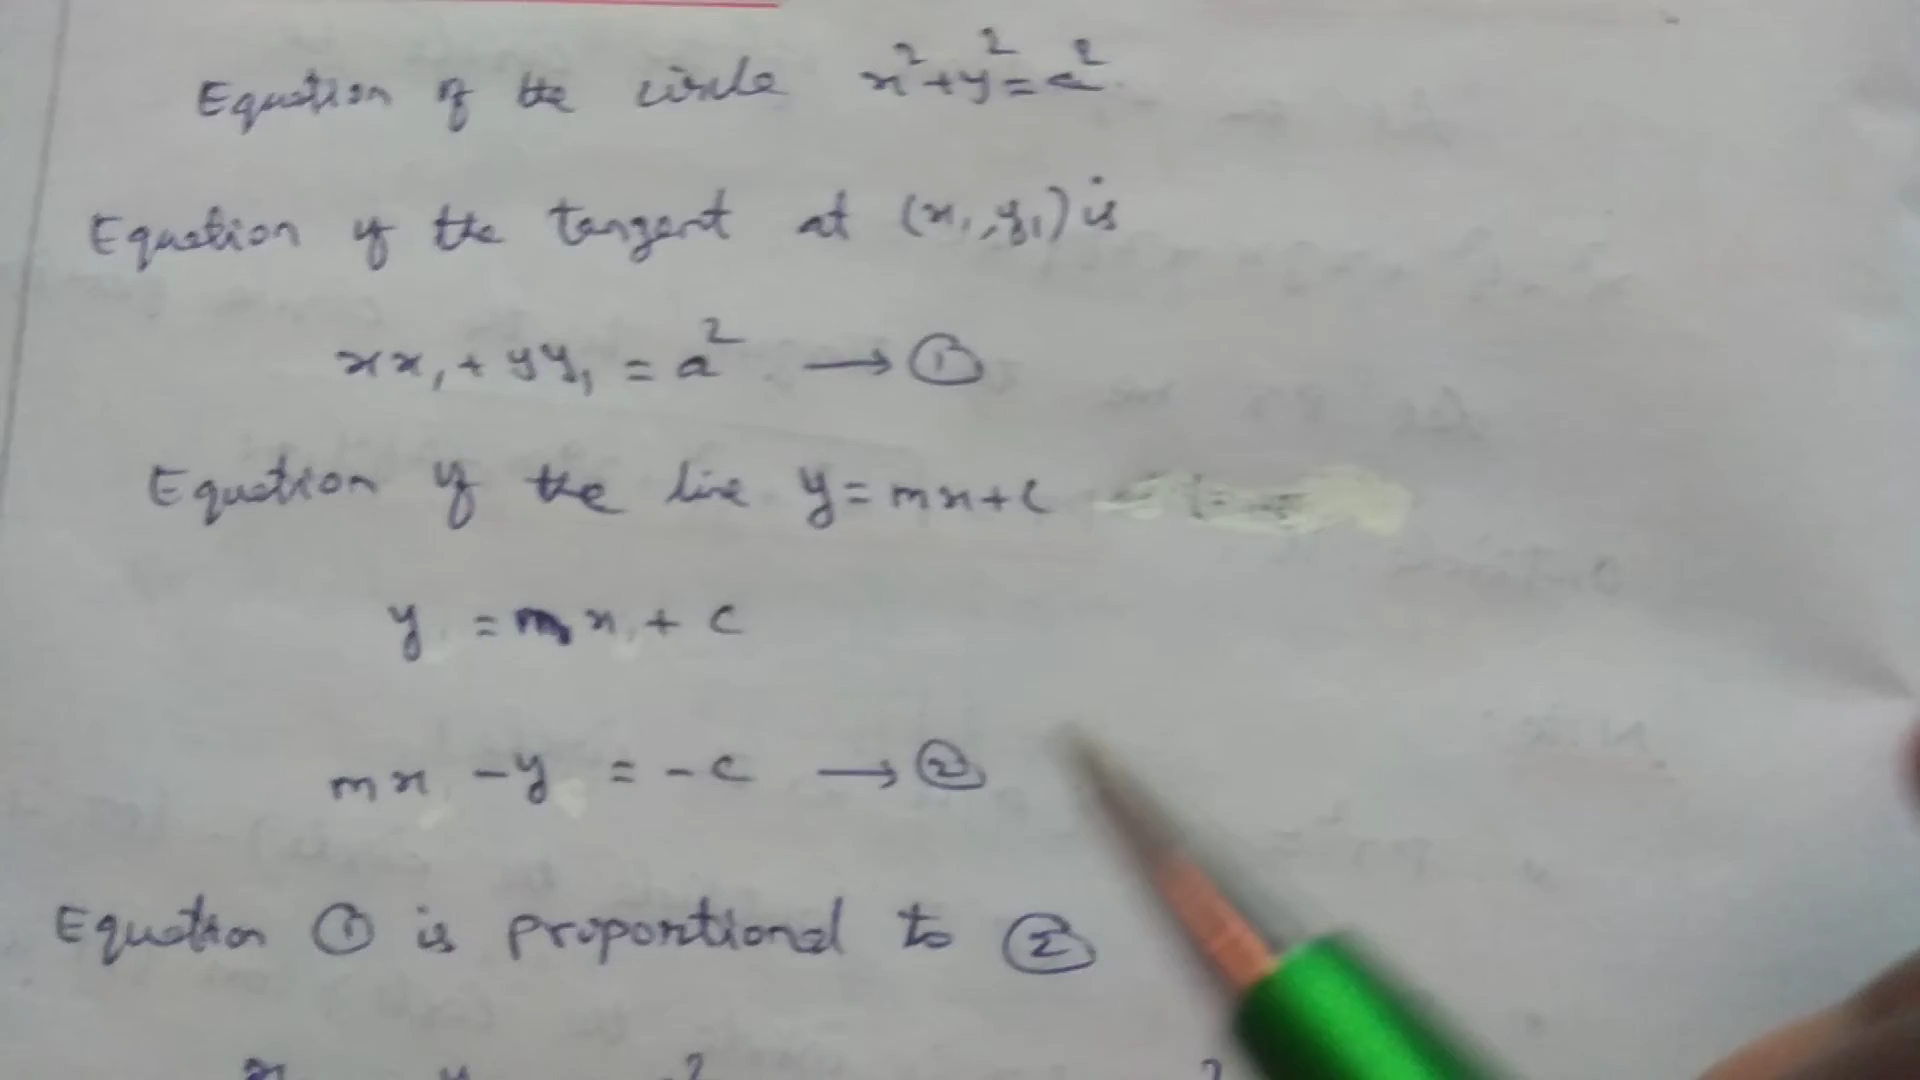 Equation of the circle x²+y²=a²
Equation of the tangent at (x₁,y₁) is
xx₁ + yy₁ = a² → ①
Equation of the line y=mx+c
y = mx + c
mx - y = -c → ②
Equation ① is proportional to ②